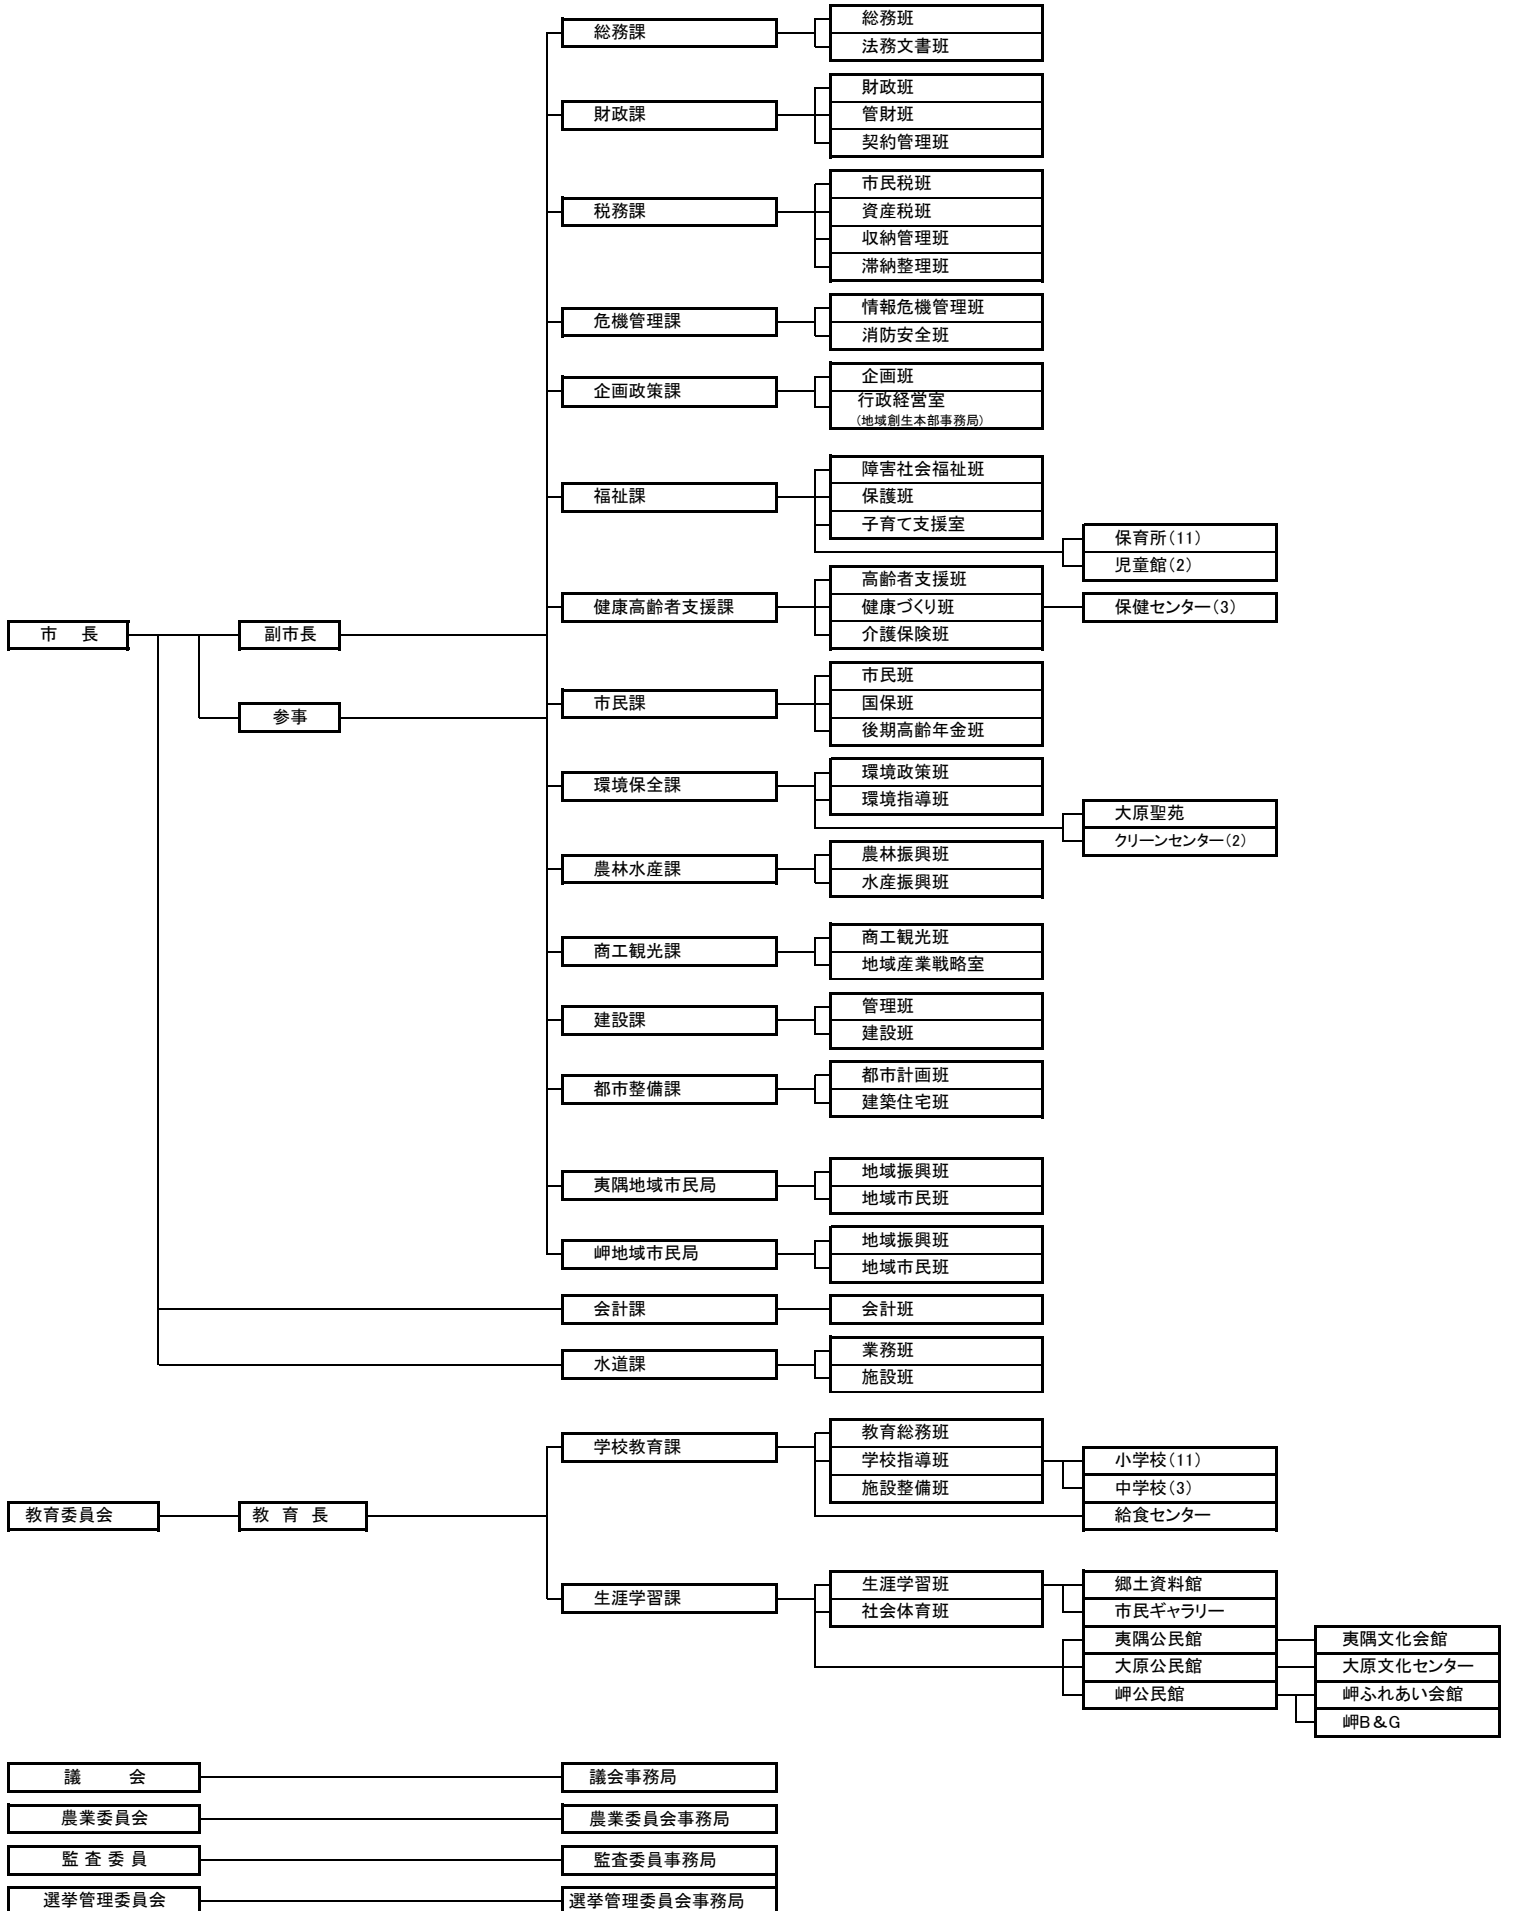 総務課
総務班
法務文書班
財政課
財政班
管財班
契約管理班
税務課
市民税班
資産税班
収納管理班
滞納整理班
危機管理課
情報危機管理班
消防安全班
企画政策課
企画班
行政経営室
(地域創生本部事務局)
福祉課
障害社会福祉班
保護班
子育て支援室
保育所(11)
児童館(2)
健康高齢者支援課
高齢者支援班
健康づくり班
介護保険班
保健センター(3)
市 長
副市長
参事
市民課
市民班
国保班
後期高齢年金班
環境保全課
環境政策班
環境指導班
大原聖苑
クリーンセンター(2)
農林水産課
農林振興班
水産振興班
商工観光課
商工観光班
地域産業戦略室
建設課
管理班
建設班
都市整備課
都市計画班
建築住宅班
夷隅地域市民局
地域振興班
地域市民班
岬地域市民局
地域振興班
地域市民班
会計課
会計班
水道課
業務班
施設班
教育委員会
教 育 長
学校教育課
教育総務班
学校指導班
施設整備班
小学校(11)
中学校(3)
給食センター
生涯学習課
生涯学習班
社会体育班
郷土資料館
市民ギャラリー
夷隅公民館
大原公民館
岬公民館
夷隅文化会館
大原文化センター
岬ふれあい会館
岬B&G
議 会
議会事務局
農業委員会
農業委員会事務局
監 査 委 員
監査委員事務局
選挙管理委員会
選挙管理委員会事務局